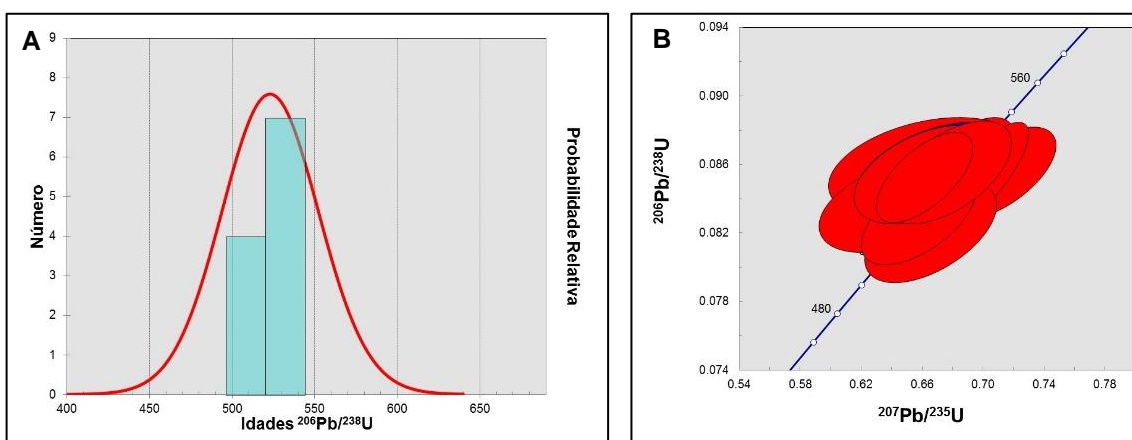 A
9
8
7
6
5
4
3
2
1
0
Número
400 450 500 550 600 650
Idades ²⁰⁶Pb/²³⁸U
Probabilidade Relativa
B
0.094
0.090
0.086
0.082
0.078
0.074
²⁰⁶Pb/²³⁸U
560
480
0.54 0.58 0.62 0.66 0.70 0.74 0.78
²⁰⁷Pb/²³⁵U